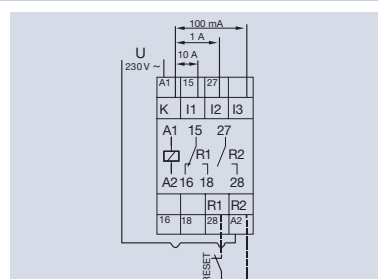 100 mA
1 A
10 A
U
230 V ~
A1 15 27
K I1 I2 I3
A1 15 27
R1 R2
A2 16 18 28
R1 R2
16 18 28 A2
RESET